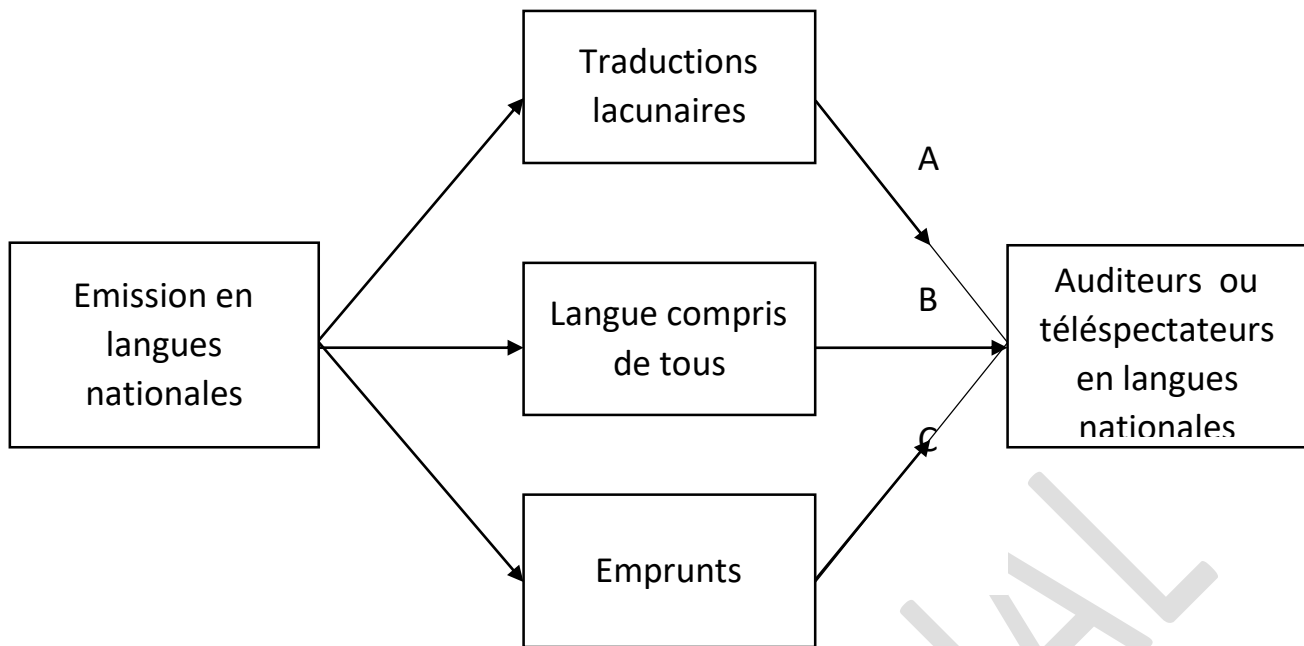 Traductions
lacunaires
A
Emission en
langues
nationales
Langue compris
de tous
B
Auditeurs ou
téléspectateurs
en langues
nationales
C
Emprunts